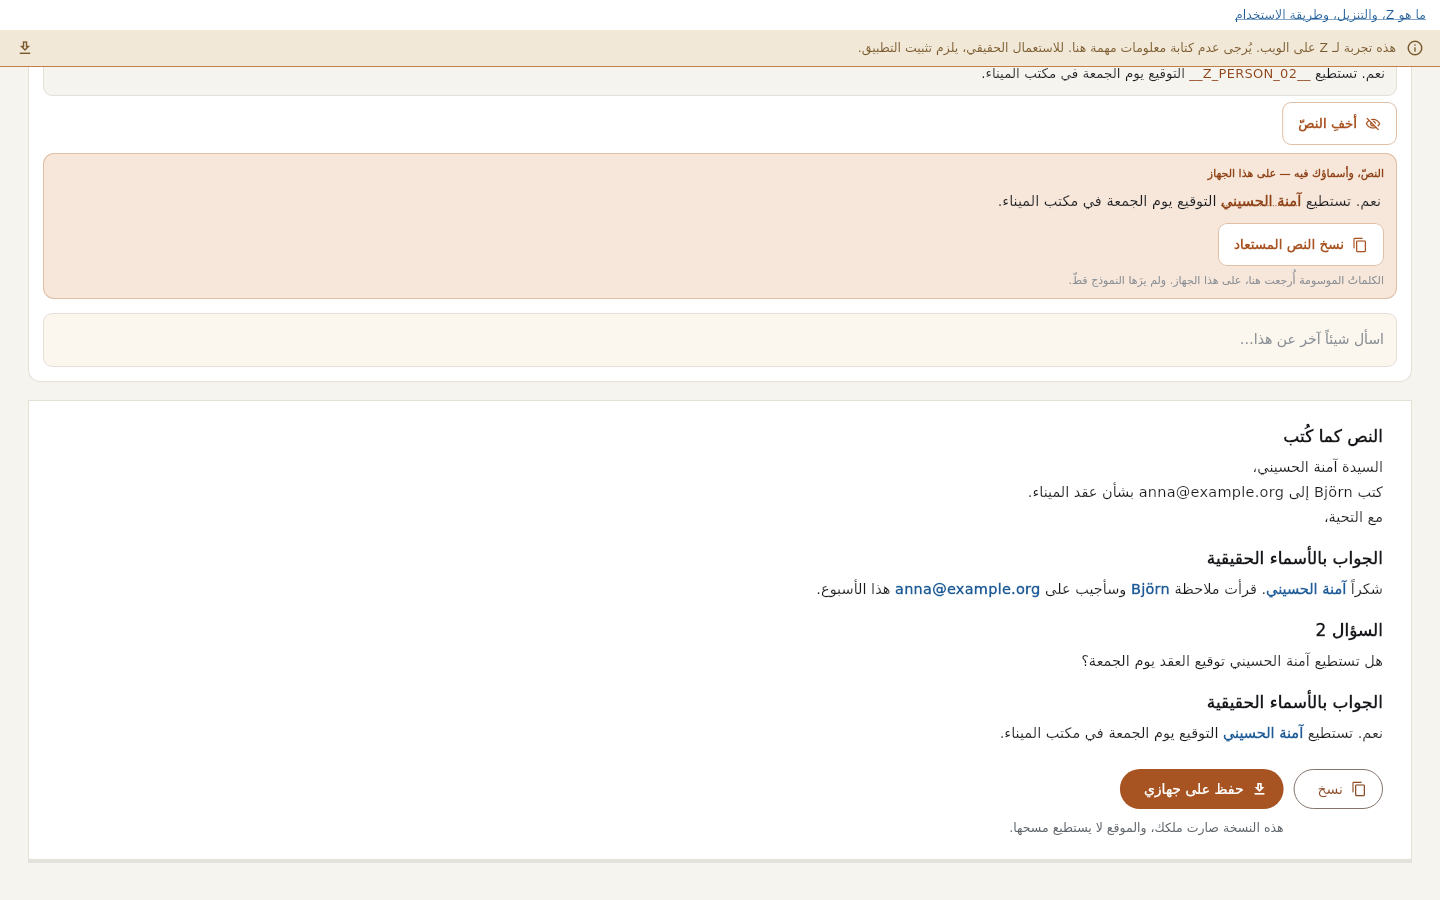 ما هو Z، والتنزيل، وطريقة الاستخدام
هذه تجربة لـ Z على الويب. يُرجى عدم كتابة معلومات مهمة هنا. للاستعمال الحقيقي، يلزم تثبيت التطبيق.
نعم. تستطيع __Z_PERSON_02__ التوقيع يوم الجمعة في مكتب الميناء.
أخفِ النصّ
النصّ، وأسماؤك فيه — على هذا الجهاز
نعم. تستطيع آمنة الحسيني التوقيع يوم الجمعة في مكتب الميناء.
نسخ النص المستعاد
الكلماتُ الموسومة أُرجعت هنا، على هذا الجهاز. ولم يرَها النموذج قطّ.
اسأل شيئاً آخر عن هذا…
النص كما كُتب
السيدة آمنة الحسيني،
كتب Björn إلى anna@example.org بشأن عقد الميناء.
مع التحية،
الجواب بالأسماء الحقيقية
شكراً آمنة الحسيني. قرأت ملاحظة Björn وسأجيب على anna@example.org هذا الأسبوع.
السؤال 2
هل تستطيع آمنة الحسيني توقيع العقد يوم الجمعة؟
الجواب بالأسماء الحقيقية
نعم. تستطيع آمنة الحسيني التوقيع يوم الجمعة في مكتب الميناء.
نسخ
حفظ على جهازي
هذه النسخة صارت ملكك، والموقع لا يستطيع مسحها.